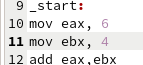 9 _start:
10 mov eax, 6
11 mov ebx, 4
12 add eax,ebx